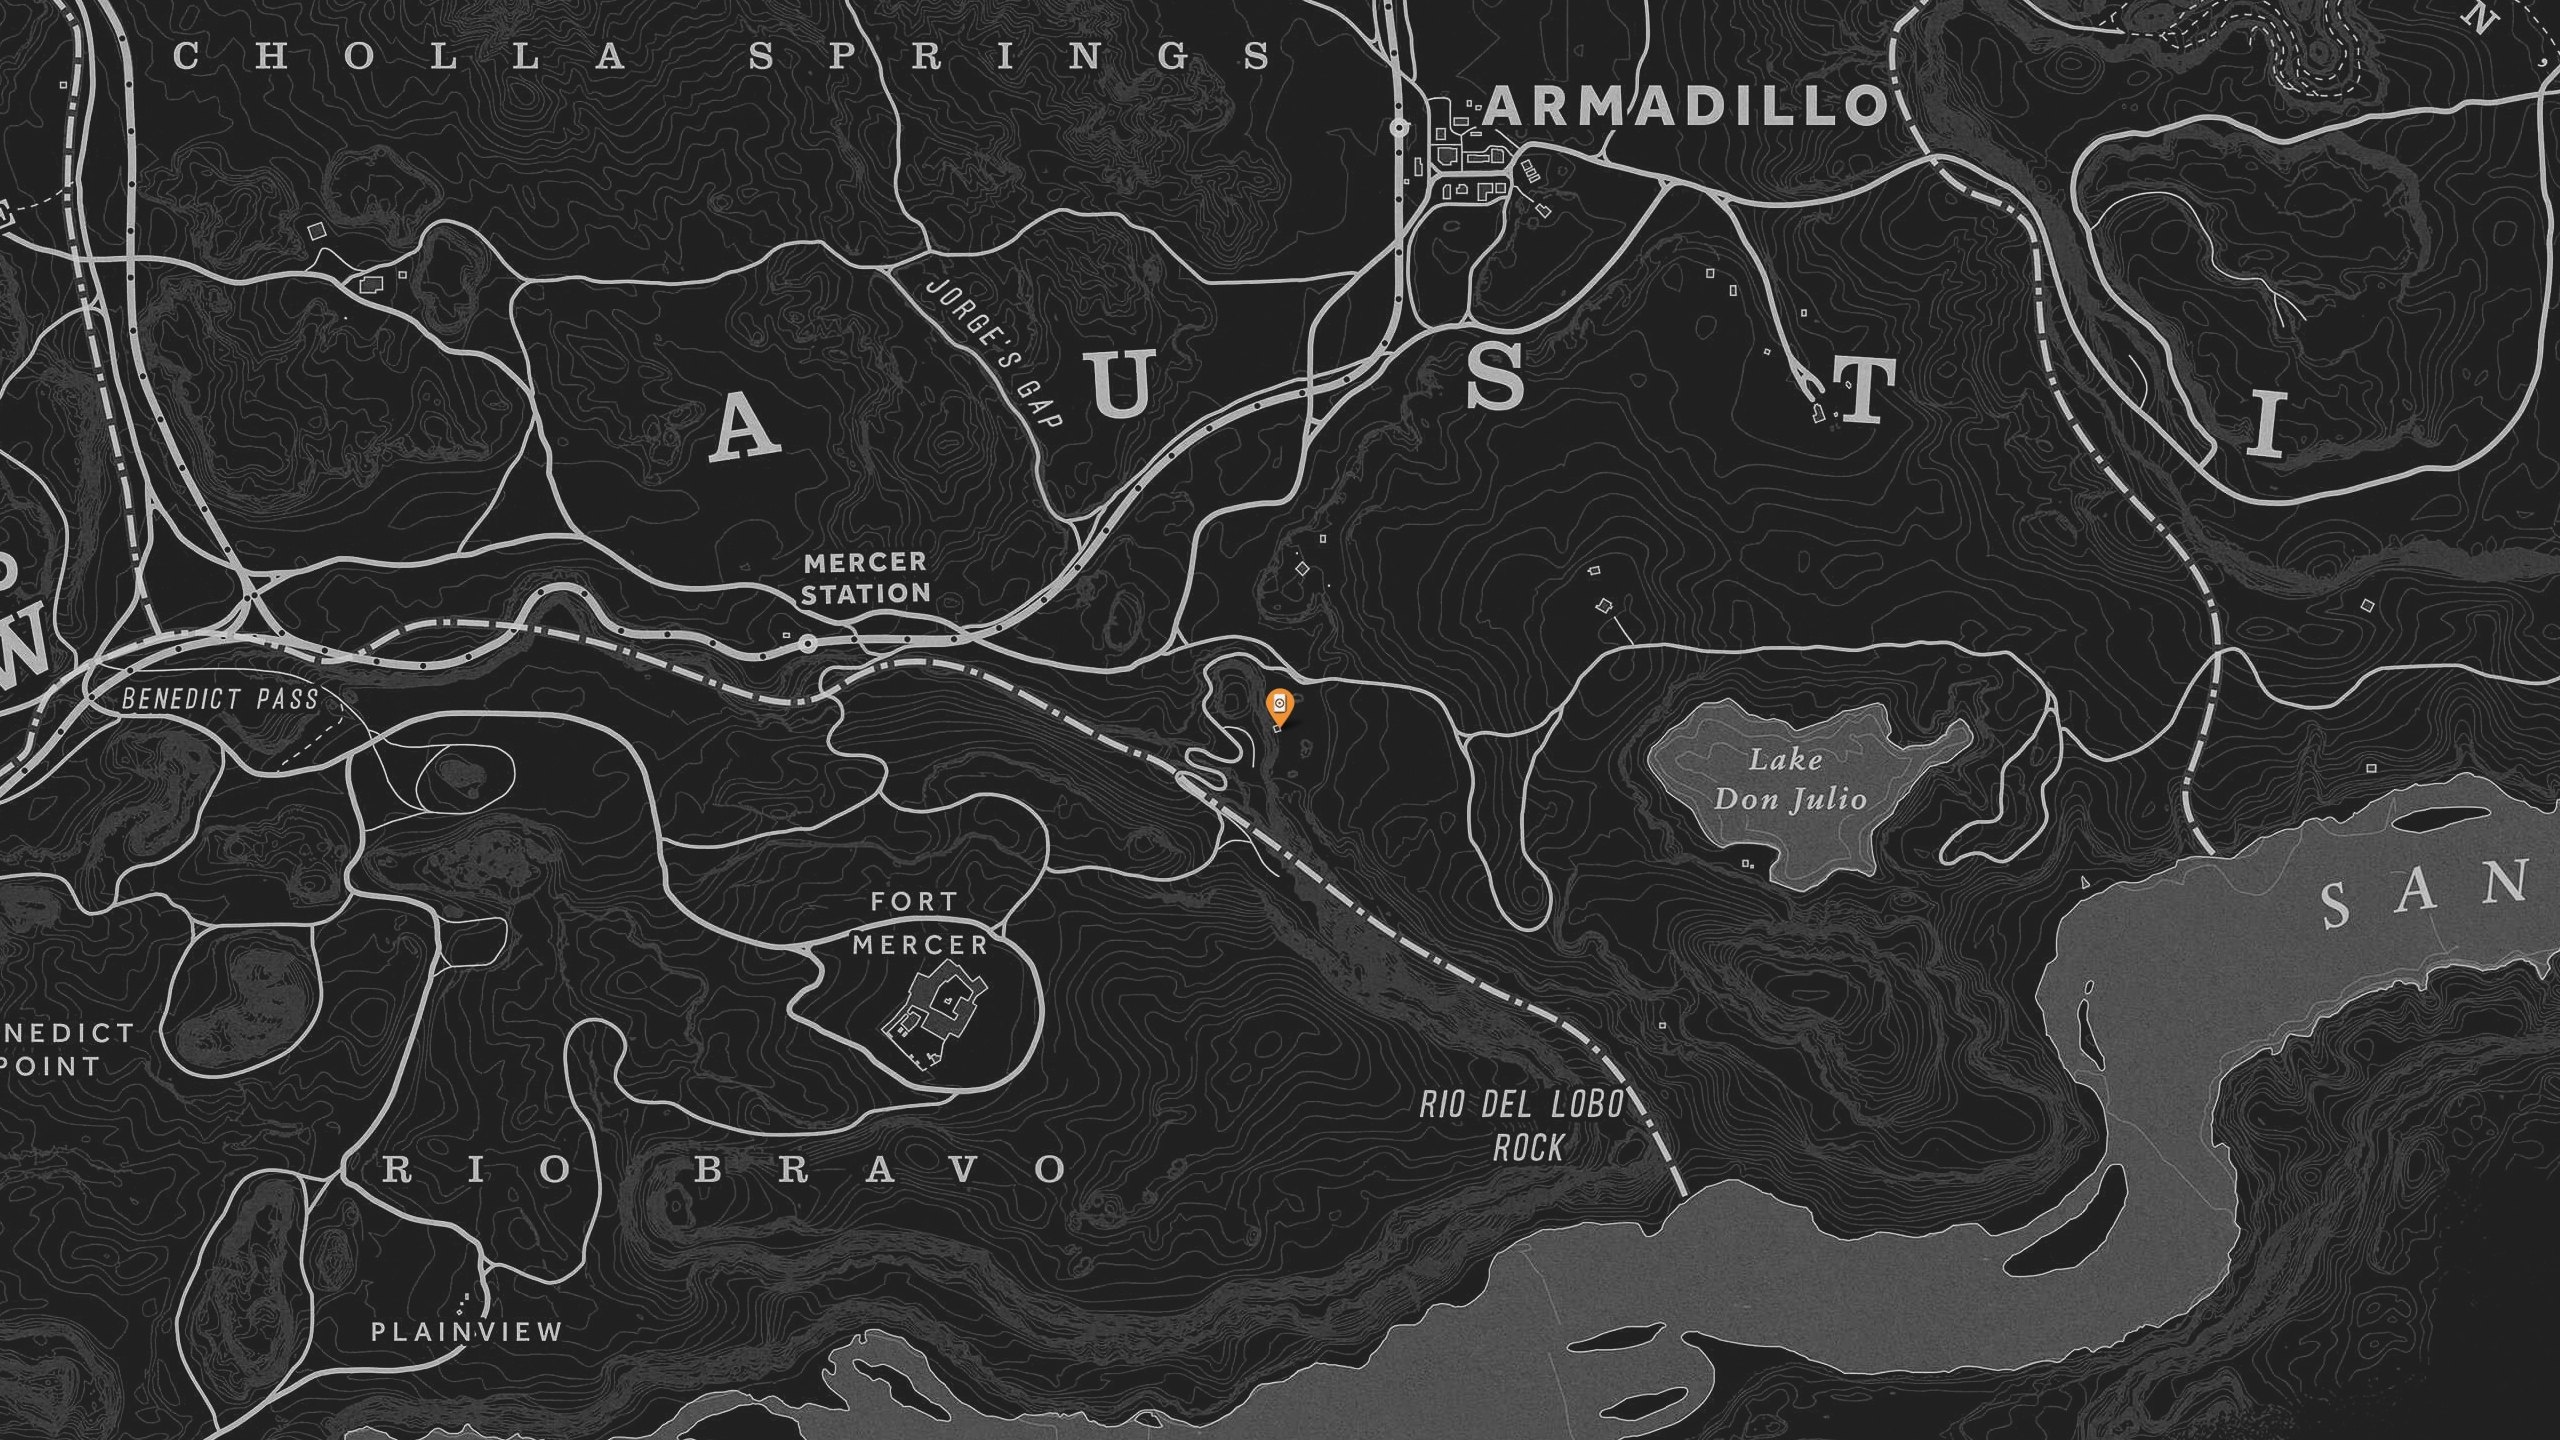 CHOLLA SPRINGS
N
ARMADILLO
JORGE'S GAP
A U S T I
MERCER
STATION
W
BENEDICT PASS
Lake
Don Julio
FORT
MERCER
SAN
NEDICT
POINT
RIO DEL LOBO
ROCK
RIO BRAVO
PLAINVIEW